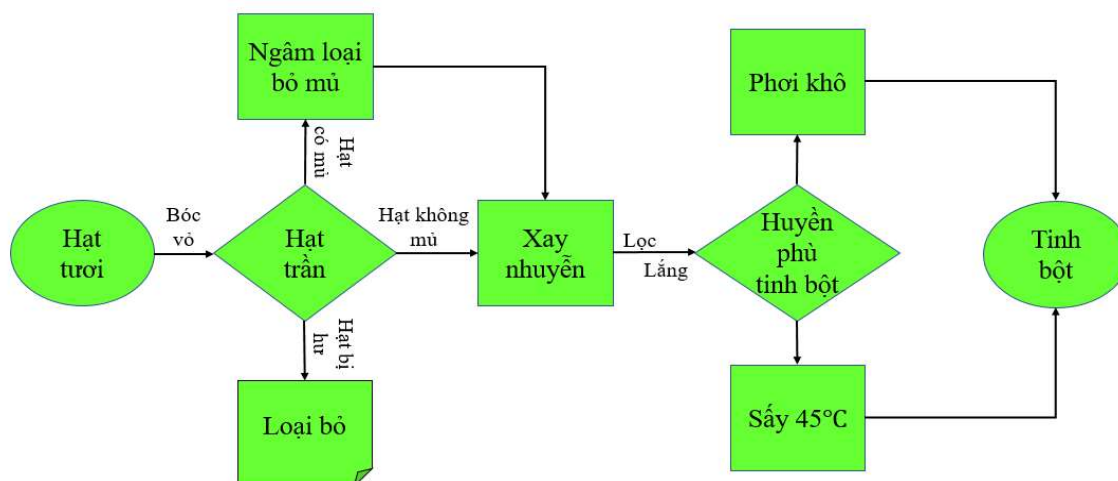 Ngâm loại
bỏ mủ
Phơi khô
Hạt
có mủ
Bóc
vỏ
Hạt không
mủ
Hạt
tươi
Hạt
trần
Xay
nhuyễn
Lọc
Lắng
Huyền
phù
tinh bột
Tinh
bột
Hạt bị
hư
Loại bỏ
Sấy 45°C